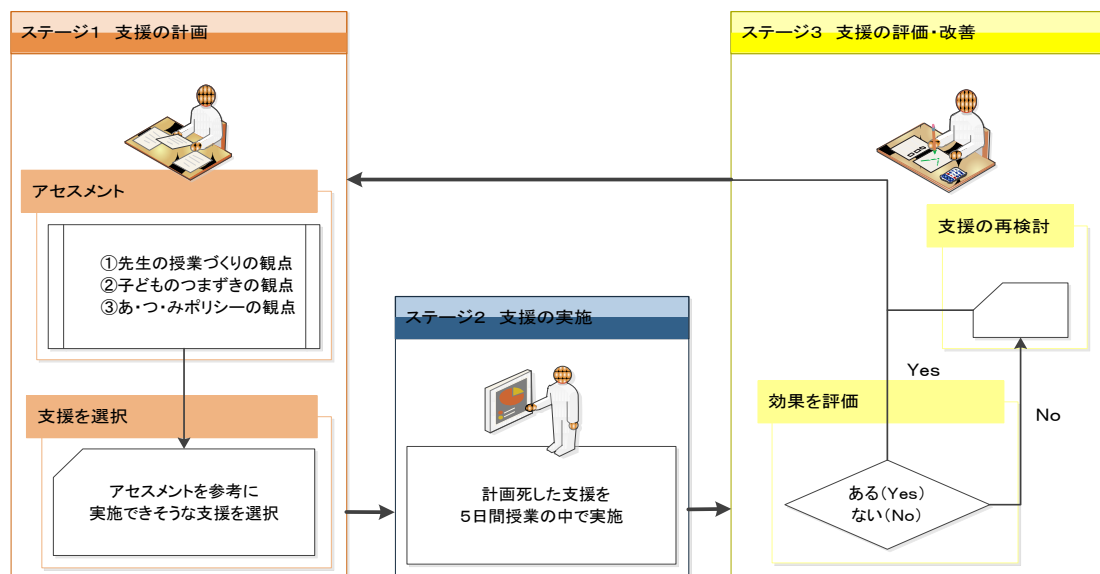 ステージ1 支援の計画
アセスメント
①先生の授業づくりの観点
②子どものつまずきの観点
③あ・つ・みポリシーの観点
支援を選択
アセスメントを参考に
実施できそうな支援を選択
ステージ2 支援の実施
計画死した支援を
5日間授業の中で実施
ステージ3 支援の評価・改善
支援の再検討
Yes
効果を評価
No
ある(Yes)
ない(No)